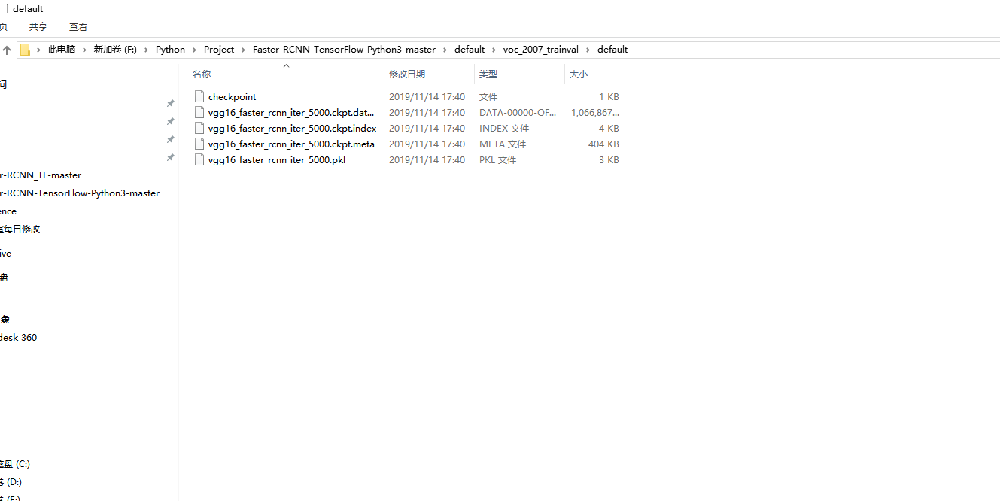 default
页 共享 查看
此电脑 新加卷 (F:) Python Project Faster-RCNN-TensorFlow-Python3-master default voc_2007_trainval default
名称 修改日期 类型 大小
问
checkpoint 2019/11/14 17:40 文件 1 KB
vgg16_faster_rcnn_iter_5000.ckpt.dat... 2019/11/14 17:40 DATA-00000-OF... 1,066,867...
vgg16_faster_rcnn_iter_5000.ckpt.index 2019/11/14 17:40 INDEX 文件 4 KB
vgg16_faster_rcnn_iter_5000.ckpt.meta 2019/11/14 17:40 META 文件 404 KB
vgg16_faster_rcnn_iter_5000.pkl 2019/11/14 17:40 PKL 文件 3 KB
r-RCNN_TF-master
r-RCNN-TensorFlow-Python3-master
ence
室每日修改
ive
盘
象
desk 360
磁盘 (C:)
卷 (D:)
卷 (E:)